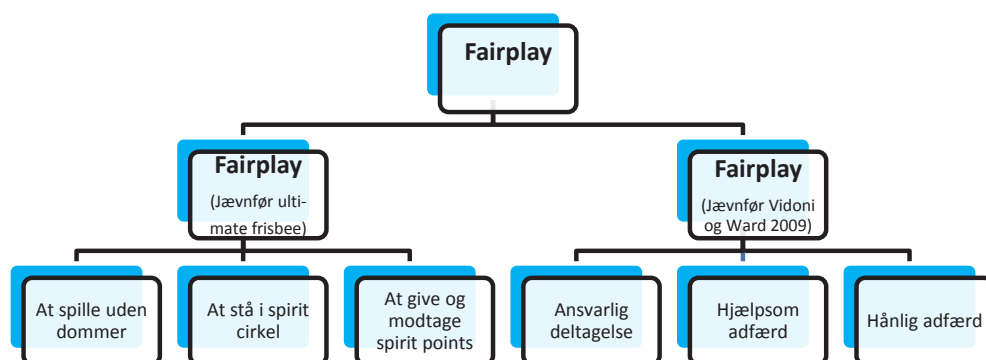 Fairplay
Fairplay
(Jævnfør ulti-
mate frisbee)
Fairplay
(Jævnfør Vidoni
og Ward 2009)
At spille uden
dommer
At stå i spirit
cirkel
At give og
modtage
spirit points
Ansvarlig
deltagelse
Hjælpsom
adfærd
Hånlig adfærd